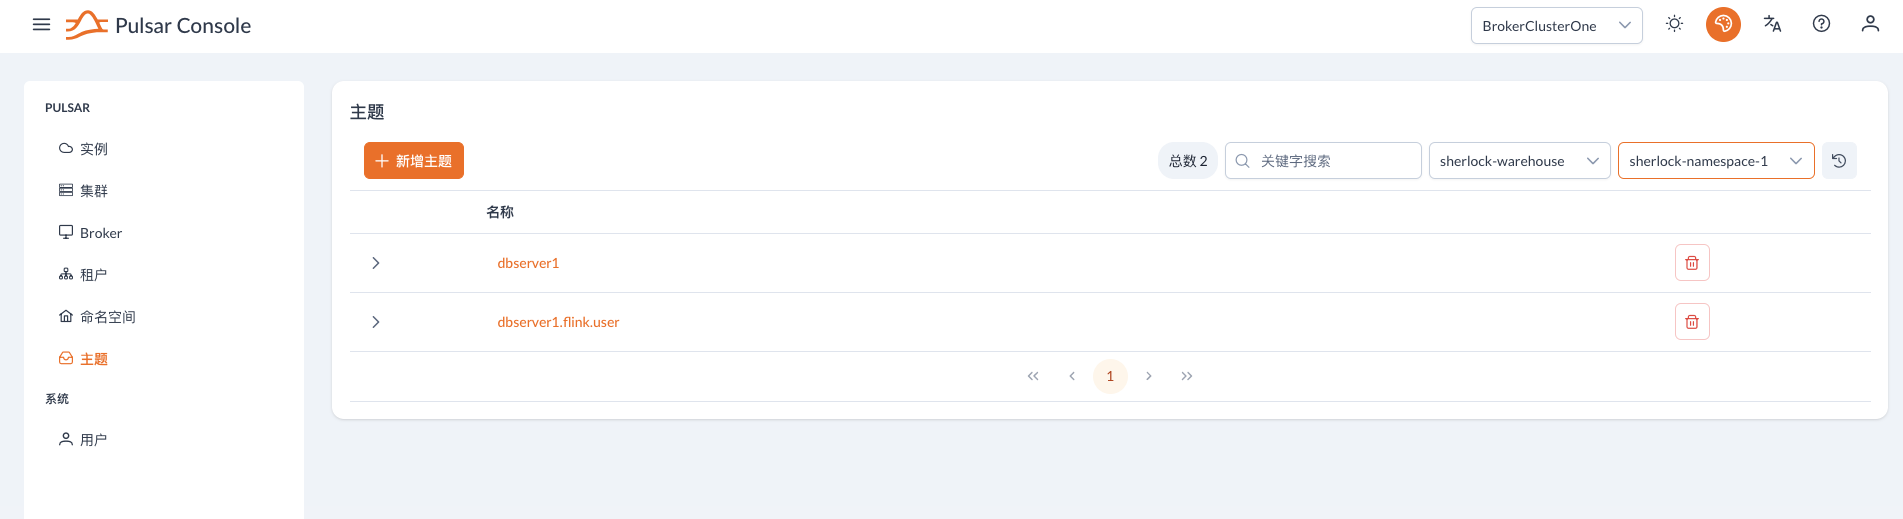 Pulsar Console
BrokerClusterOne
PULSAR
实例
集群
Broker
租户
命名空间
主题
系统
用户
主题
新增主题
总数 2
关键字搜索
sherlock-warehouse
sherlock-namespace-1
名称
dbserver1
dbserver1.flink.user
1